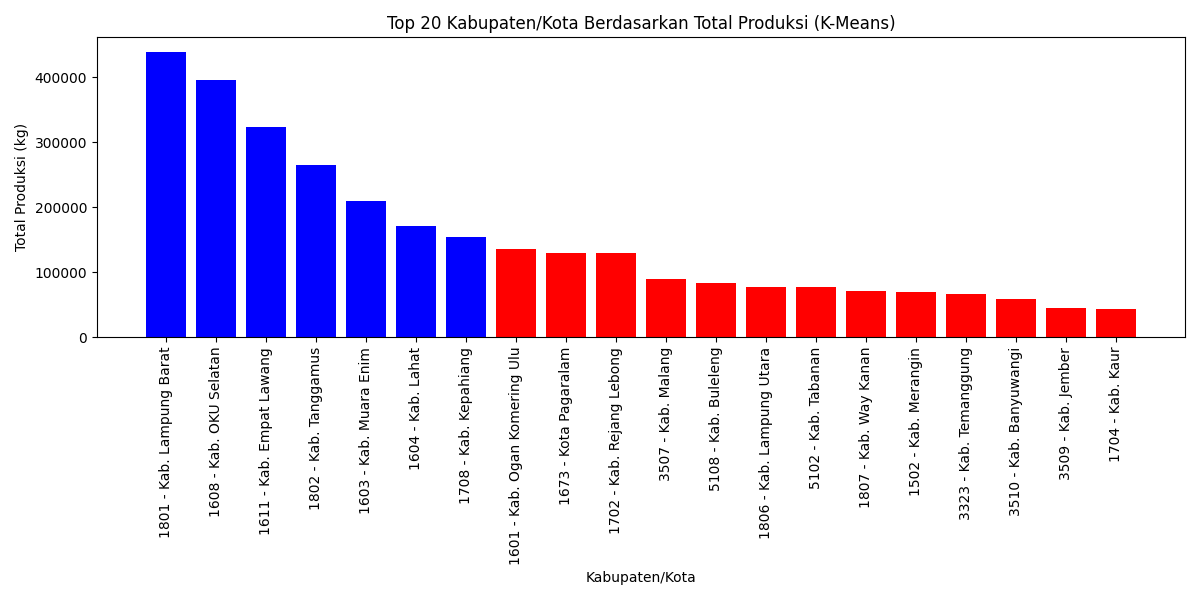 Top 20 Kabupaten/Kota Berdasarkan Total Produksi (K-Means)
Total Produksi (kg)
400000
300000
200000
100000
0
1801 - Kab. Lampung Barat
1608 - Kab. OKU Selatan
1611 - Kab. Empat Lawang
1802 - Kab. Tanggamus
1603 - Kab. Muara Enim
1604 - Kab. Lahat
1708 - Kab. Kepahiang
1601 - Kab. Ogan Komering Ulu
1673 - Kota Pagaralam
1702 - Kab. Rejang Lebong
3507 - Kab. Malang
5108 - Kab. Buleleng
1806 - Kab. Lampung Utara
5102 - Kab. Tabanan
1807 - Kab. Way Kanan
1502 - Kab. Merangin
3323 - Kab. Temanggung
3510 - Kab. Banyuwangi
3509 - Kab. Jember
1704 - Kab. Kaur
Kabupaten/Kota